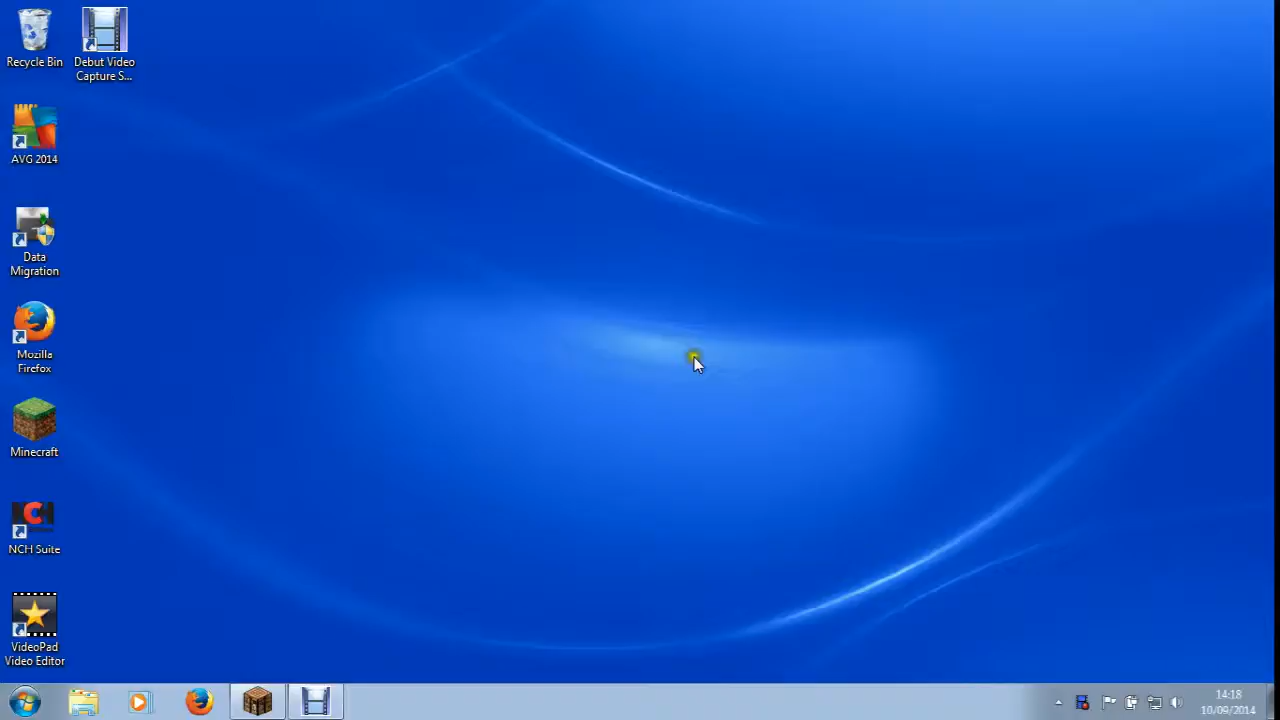 Recycle Bin
Debut Video
Capture S...
AVG 2014
Data
Migration
Mozilla
Firefox
Minecraft
NCH Suite
VideoPad
Video Editor
14:18
10/09/2014